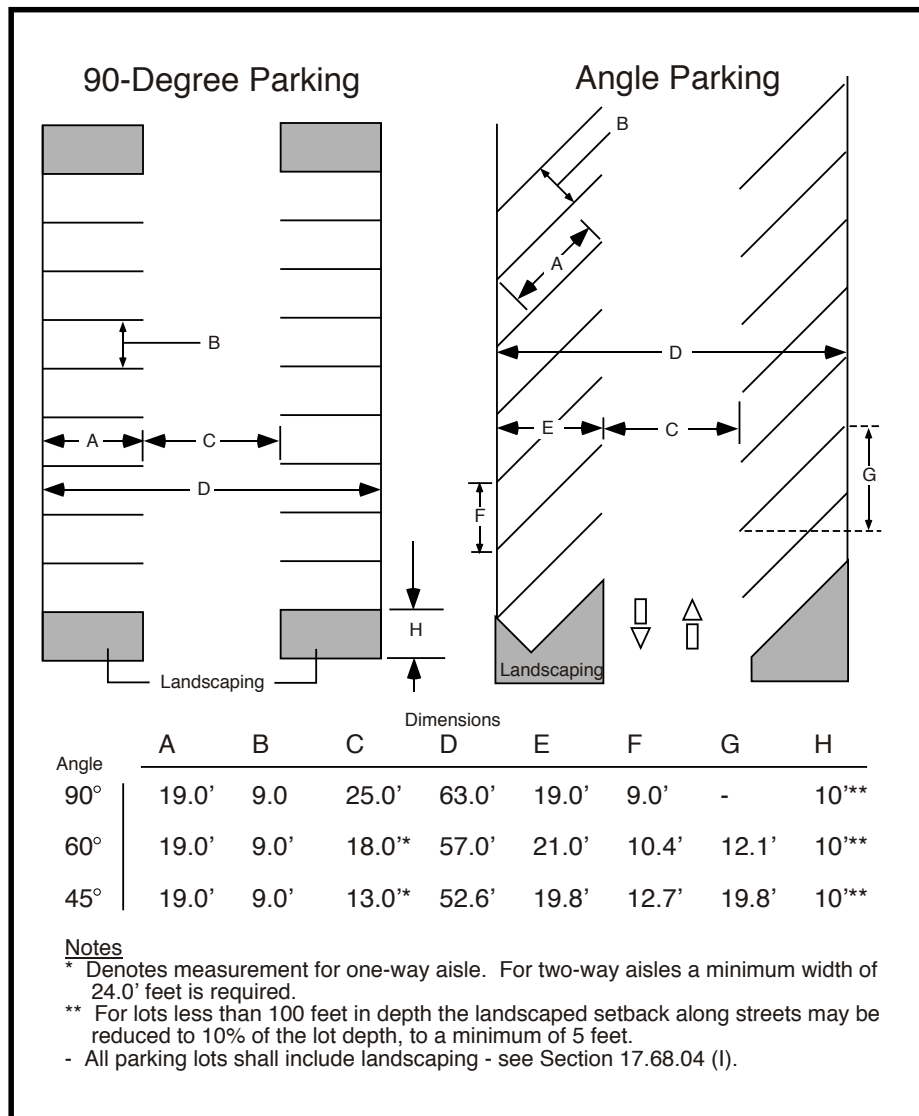 90-Degree Parking
Angle Parking
B
A
B
D
A
C
E
C
D
G
F
H
Landscaping
Landscaping
Dimensions
Angle A B C D E F G H
90° 19.0’ 9.0 25.0’ 63.0’ 19.0’ 9.0’ - 10’**
60° 19.0’ 9.0’ 18.0’* 57.0’ 21.0’ 10.4’ 12.1’ 10’**
45° 19.0’ 9.0’ 13.0’* 52.6’ 19.8’ 12.7’ 19.8’ 10’**
Notes
* Denotes measurement for one-way aisle. For two-way aisles a minimum width of
24.0’ feet is required.
** For lots less than 100 feet in depth the landscaped setback along streets may be
reduced to 10% of the lot depth, to a minimum of 5 feet.
- All parking lots shall include landscaping - see Section 17.68.04 (I).